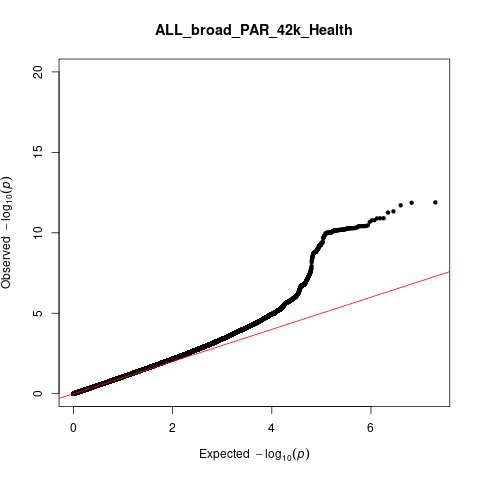 ALL_broad_PAR_42k_Health
Observed −log₁₀(p)
20
15
10
5
0
0 2 4 6
Expected −log₁₀(p)